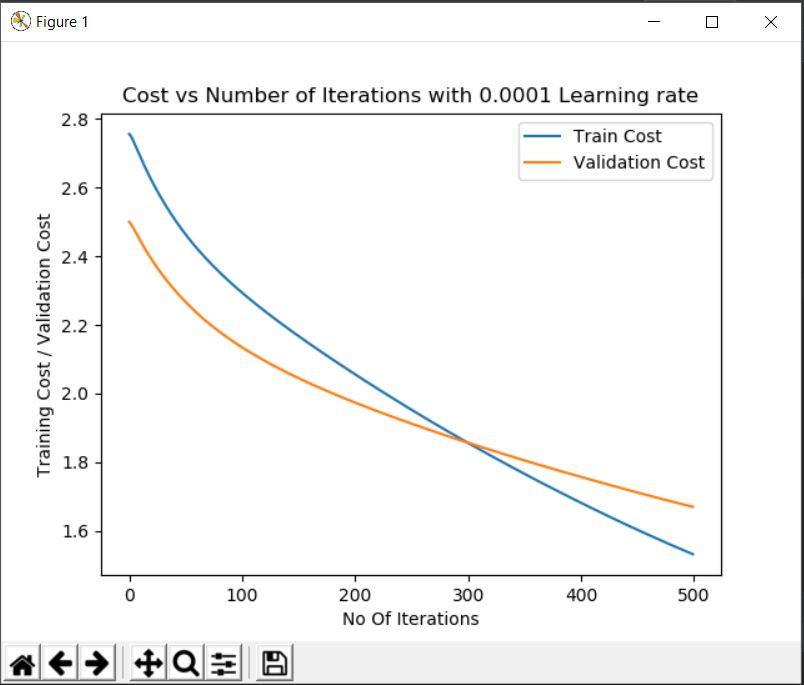 Figure 1
Cost vs Number of Iterations with 0.0001 Learning rate
Train Cost
Validation Cost
Training Cost / Validation Cost
2.8
2.6
2.4
2.2
2.0
1.8
1.6
0 100 200 300 400 500
No Of Iterations